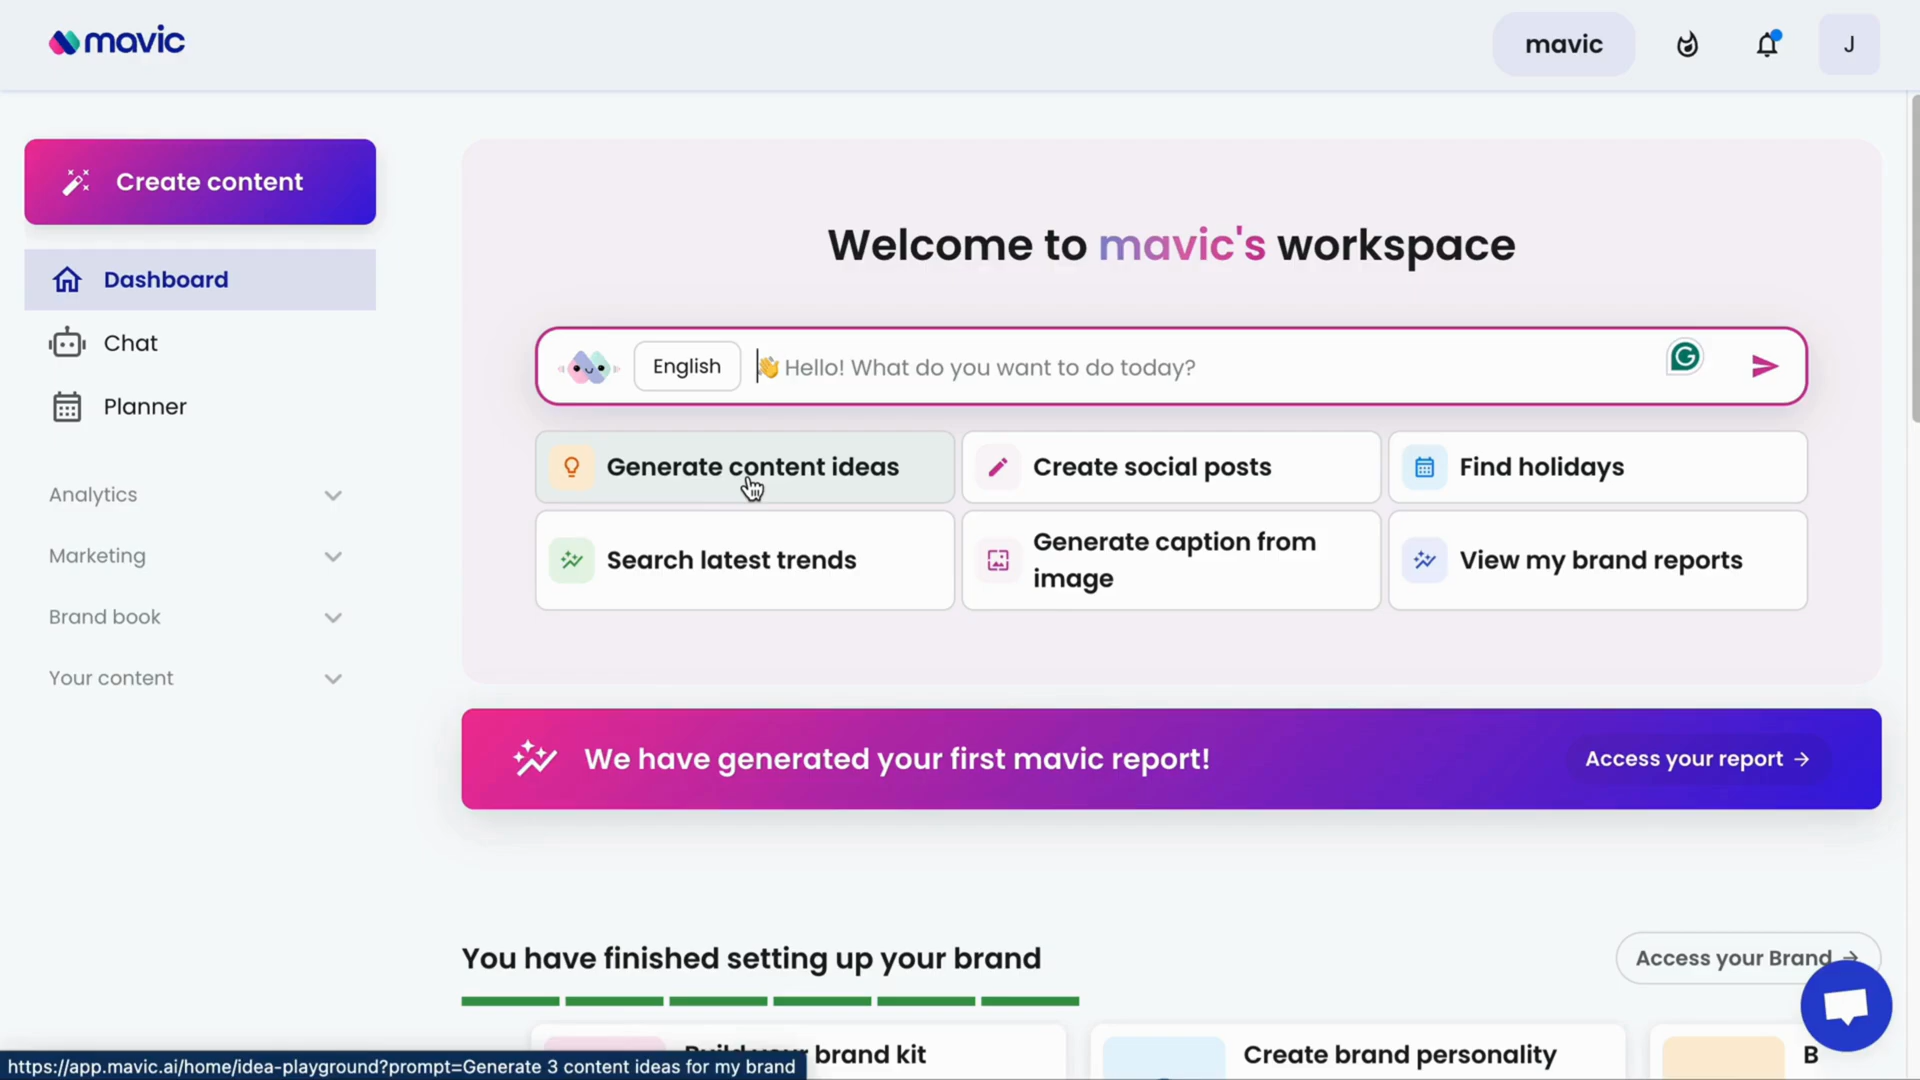 mavic
mavic
J
Create content
Dashboard
Chat
Planner
Analytics
Marketing
Brand book
Your content
Welcome to mavic's workspace
English
👋 Hello! What do you want to do today?
Generate content ideas
Create social posts
Find holidays
Search latest trends
Generate caption from
image
View my brand reports
We have generated your first mavic report!
Access your report →
You have finished setting up your brand
Access your Brand →
brand kit
Create brand personality
B
https://app.mavic.ai/home/idea-playground?prompt=Generate 3 content ideas for my brand